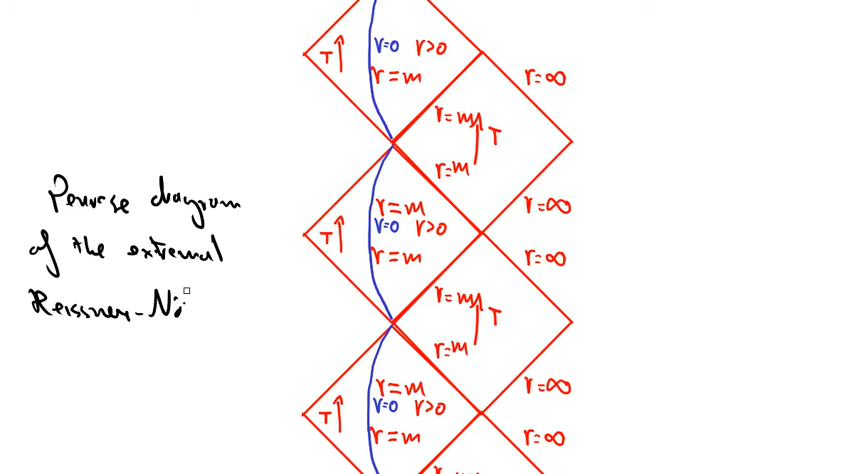 T
r=0 r>0
r=m
r=∞
r=m
T
r=m
Penrose diagram
of the extremal
Reissner-N
r=m
T
r=0 r>0
r=m
r=∞
r=∞
r=m
T
r=m
r=m
T
r=0 r>0
r=m
r=∞
r=∞